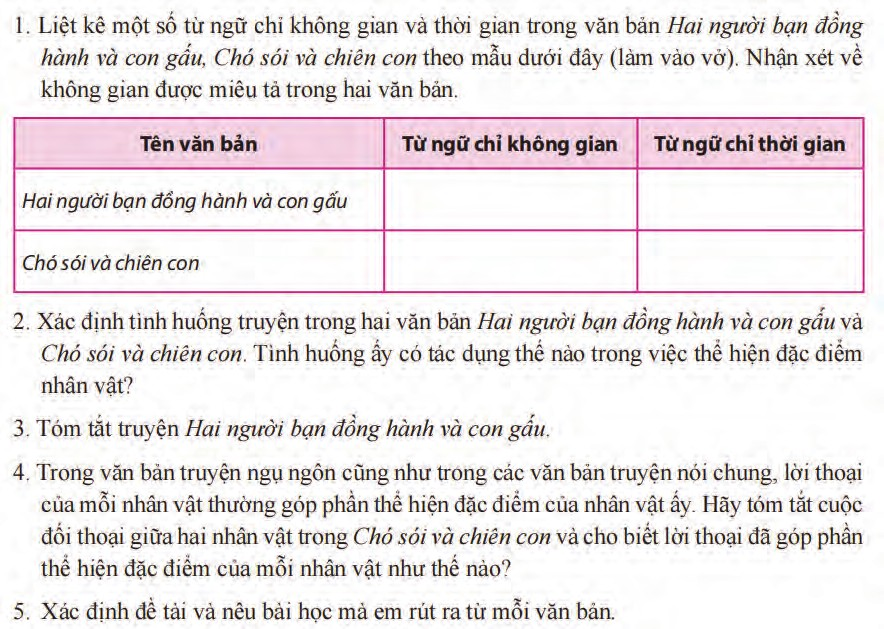 1. Liệt kê một số từ ngữ chỉ không gian và thời gian trong văn bản Hai người bạn đồng
hành và con gấu, Chó sói và chiên con theo mẫu dưới đây (làm vào vở). Nhận xét về
không gian được miêu tả trong hai văn bản.
Tên văn bản Từ ngữ chỉ không gian Từ ngữ chỉ thời gian
Hai người bạn đồng hành và con gấu
Chó sói và chiên con
2. Xác định tình huống truyện trong hai văn bản Hai người bạn đồng hành và con gấu và
Chó sói và chiên con. Tình huống ấy có tác dụng thế nào trong việc thể hiện đặc điểm
nhân vật?
3. Tóm tắt truyện Hai người bạn đồng hành và con gấu.
4. Trong văn bản truyện ngụ ngôn cũng như trong các văn bản truyện nói chung, lời thoại
của mỗi nhân vật thường góp phần thể hiện đặc điểm của nhân vật ấy. Hãy tóm tắt cuộc
đối thoại giữa hai nhân vật trong Chó sói và chiên con và cho biết lời thoại đã góp phần
thể hiện đặc điểm của mỗi nhân vật như thế nào?
5. Xác định đề tài và nêu bài học mà em rút ra từ mỗi văn bản.